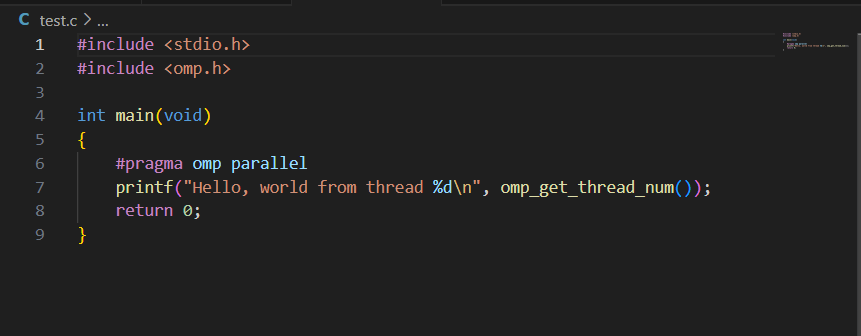 C test.c > ...
1 #include <stdio.h>
2 #include <omp.h>
3
4 int main(void)
5 {
6     #pragma omp parallel
7     printf("Hello, world from thread %d\n", omp_get_thread_num());
8     return 0;
9 }